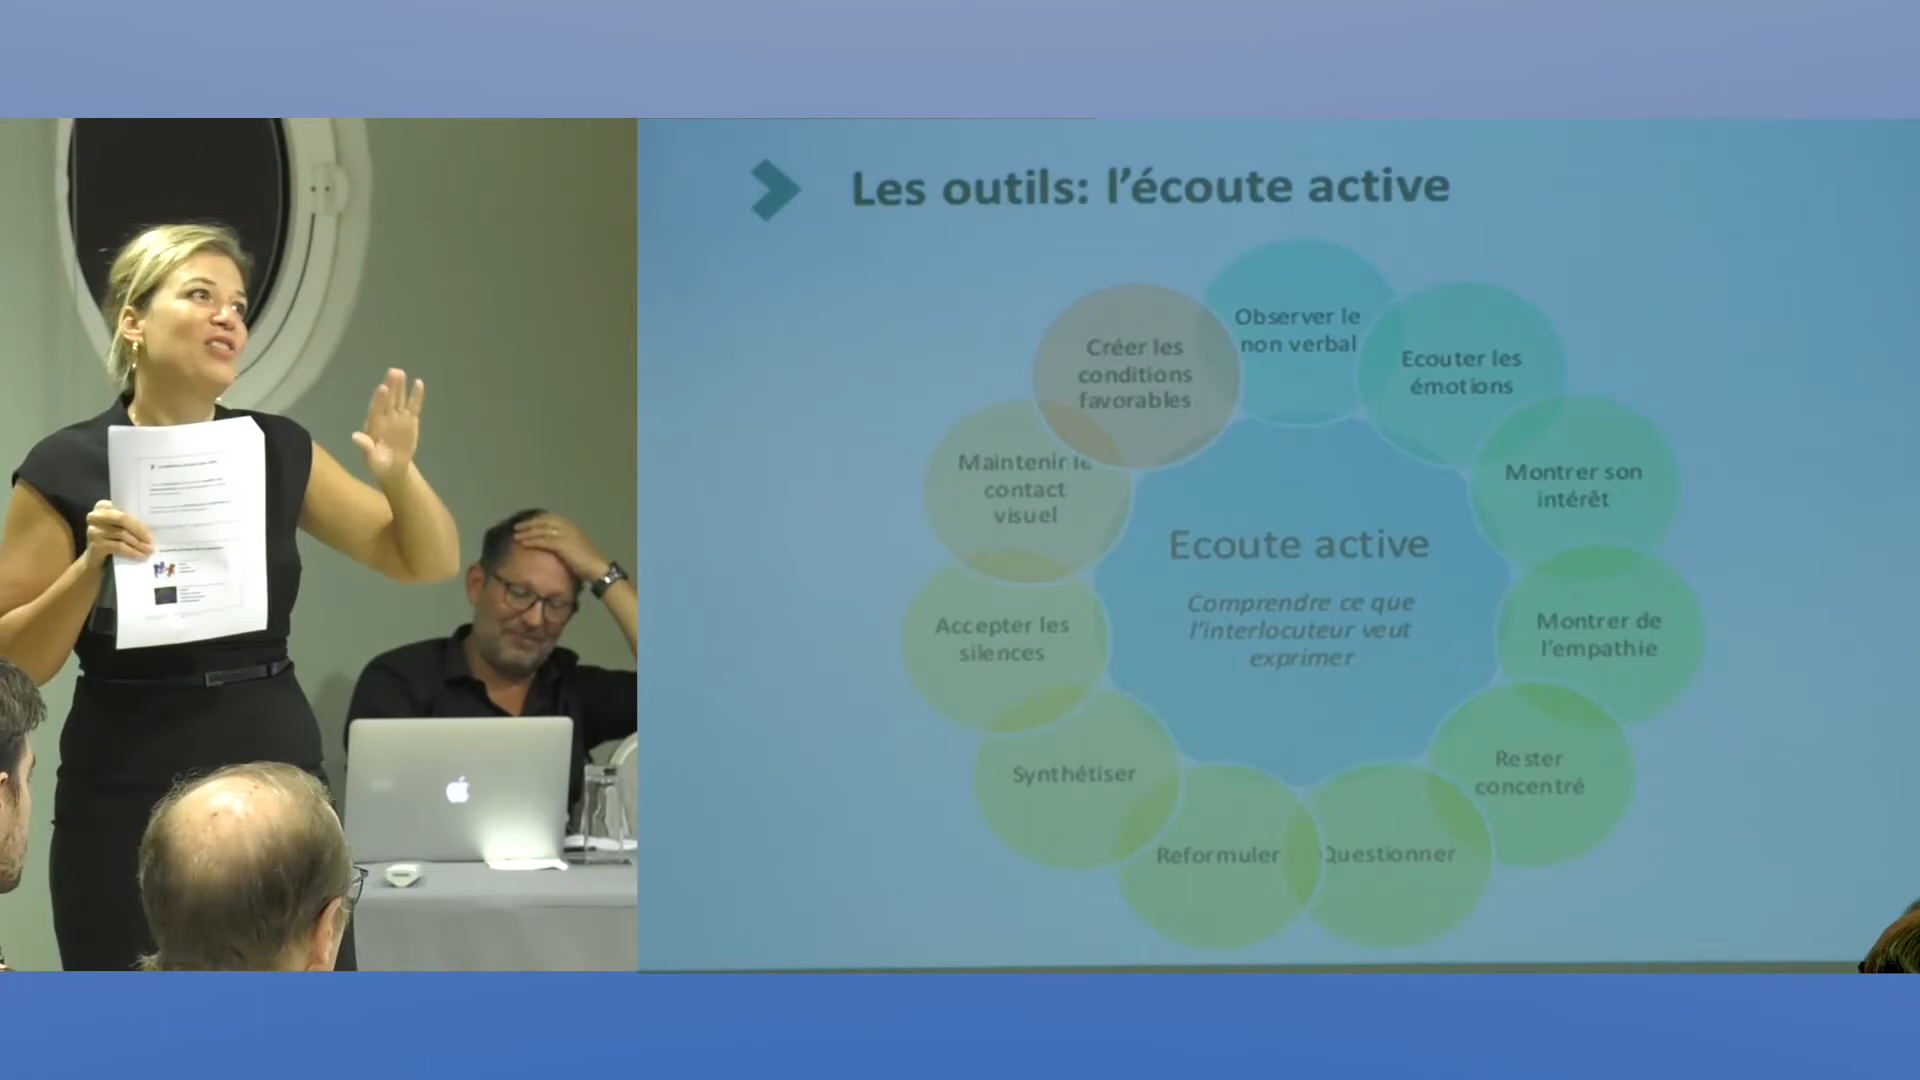 Les outils: l’écoute active
Observer le
non verbal
Ecouter les
émotions
Montrer son
intérêt
Montrer de
l’empathie
Rester
concentré
Questionner
Reformuler
Synthétiser
Accepter les
silences
Maintenir le
contact
visuel
Créer les
conditions
favorables
Ecoute active
Comprendre ce que
l’interlocuteur veut
exprimer